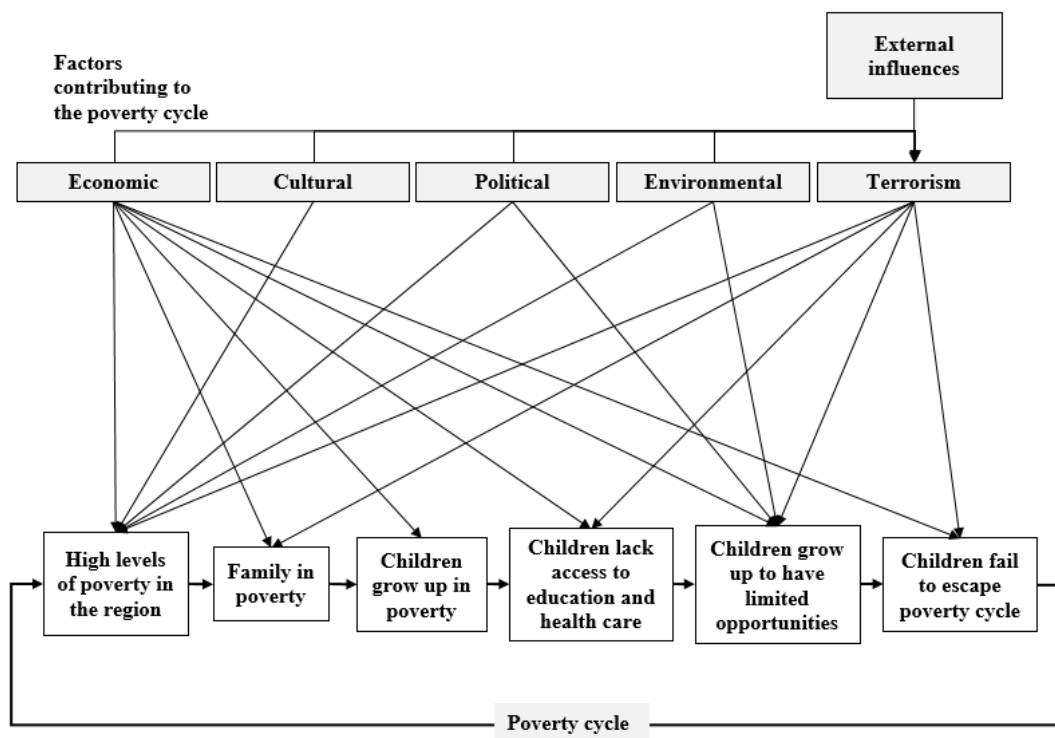 External
influences
Factors
contributing to
the poverty cycle
Economic
Cultural
Political
Environmental
Terrorism
High levels
of poverty in
the region
Family in
poverty
Children
grow up in
poverty
Children lack
access to
education and
health care
Children grow
up to have
limited
opportunities
Children fail
to escape
poverty cycle
Poverty cycle